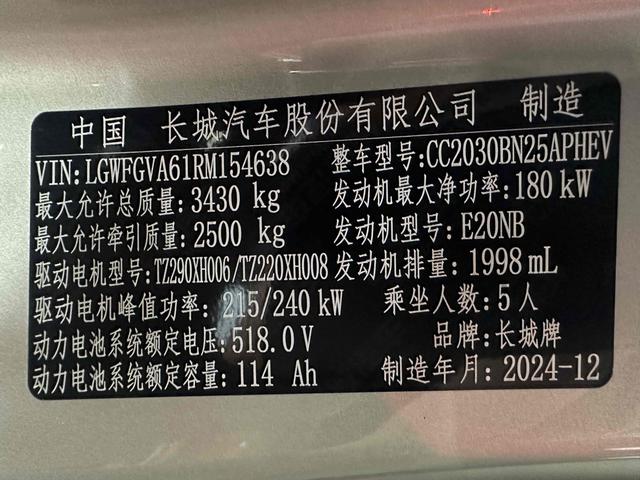 中国 长城汽车股份有限公司 制造
VIN:LGWFGVA61RM154638 整车型号:CC2030BN25APHEV
最大允许总质量:3430 kg 发动机最大净功率:180 kW
最大允许牵引质量:2500 kg 发动机型号:E20NB
驱动电机型号:TZ290XH006/TZ220XH008 发动机排量:1998 mL
驱动电机峰值功率:215/240 kW 乘坐人数:5人
动力电池系统额定电压:518.0 V 品牌:长城牌
动力电池系统额定容量:114 Ah 制造年月:2024-12